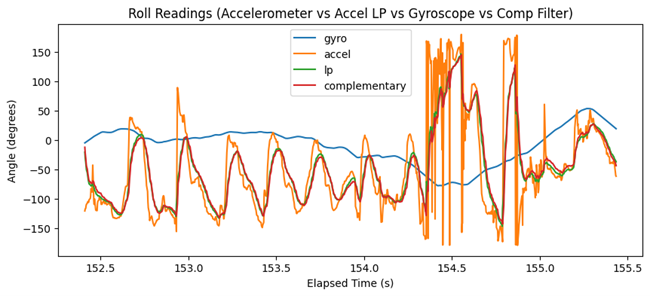 Roll Readings (Accelerometer vs Accel LP vs Gyroscope vs Comp Filter)
gyro
accel
lp
complementary
150
100
50
0
−50
−100
−150
Angle (degrees)
152.5 153.0 153.5 154.0 154.5 155.0 155.5
Elapsed Time (s)